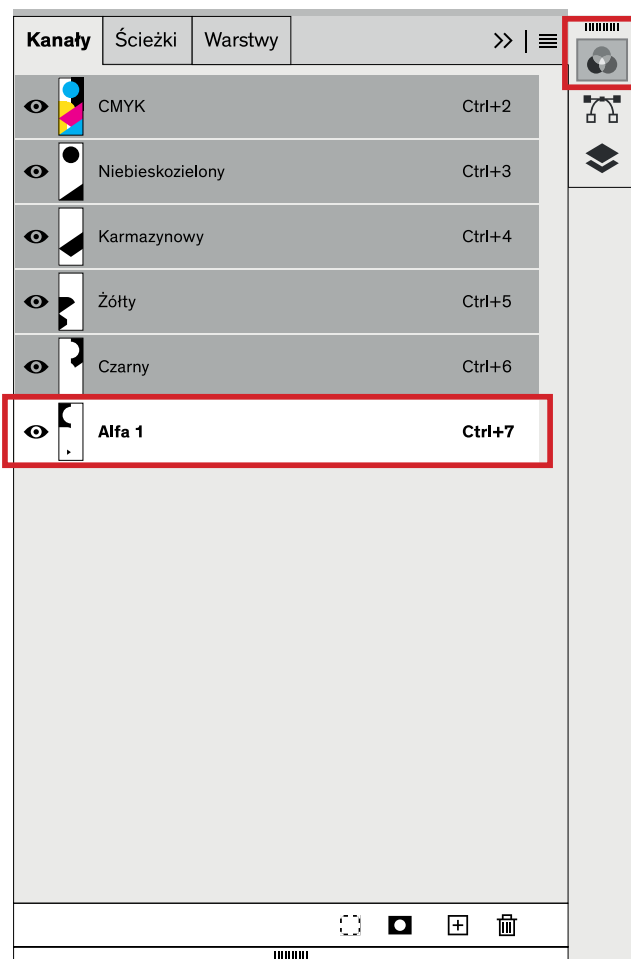 Kanały Ścieżki Warstwy
CMYK Ctrl+2
Niebieskozielony Ctrl+3
Karmazynowy Ctrl+4
Żółty Ctrl+5
Czarny Ctrl+6
Alfa 1 Ctrl+7